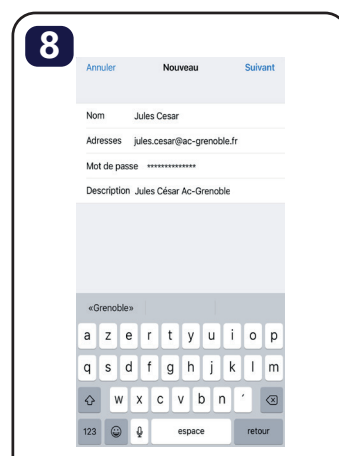 8
Annuler Nouveau Suivant
Nom Jules Cesar
Adresses jules.cesar@ac-grenoble.fr
Mot de passe **************
Description Jules César Ac-Grenoble
«Grenoble»
a z e r t y u i o p
q s d f g h j k l m
w x c v b n ´
123 espace retour